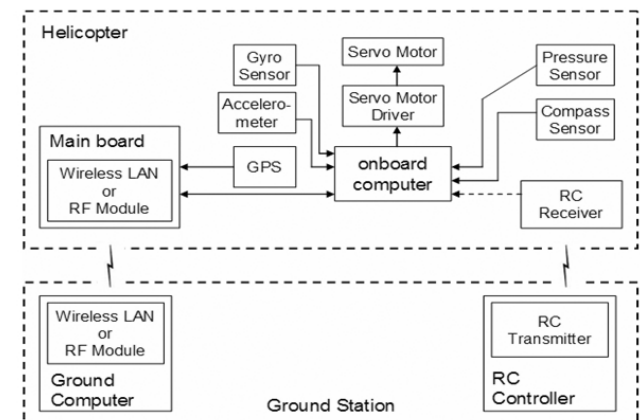 Helicopter
Gyro
Sensor
Accelero-
meter
GPS
Servo Motor
Servo Motor
Driver
onboard
computer
Pressure
Sensor
Compass
Sensor
RC
Receiver
Main board
Wireless LAN
or
RF Module
Wireless LAN
or
RF Module
Ground
Computer
Ground Station
RC
Transmitter
RC
Controller